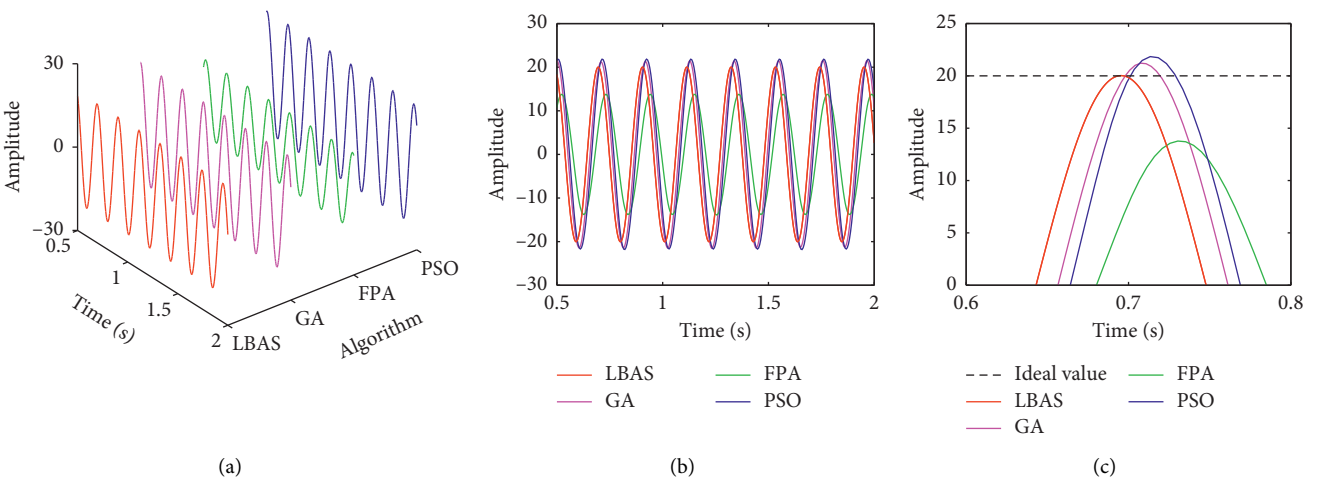 Amplitude
30
0
−30
0.5
1
1.5
2
Time (s)
LBAS
GA
FPA
PSO
Algorithm
(a)
Amplitude
30
20
10
0
−10
−20
−30
0.5
1
1.5
2
Time (s)
LBAS
GA
FPA
PSO
(b)
Amplitude
25
20
15
10
5
0
0.6
0.7
0.8
Time (s)
Ideal value
LBAS
GA
FPA
PSO
(c)